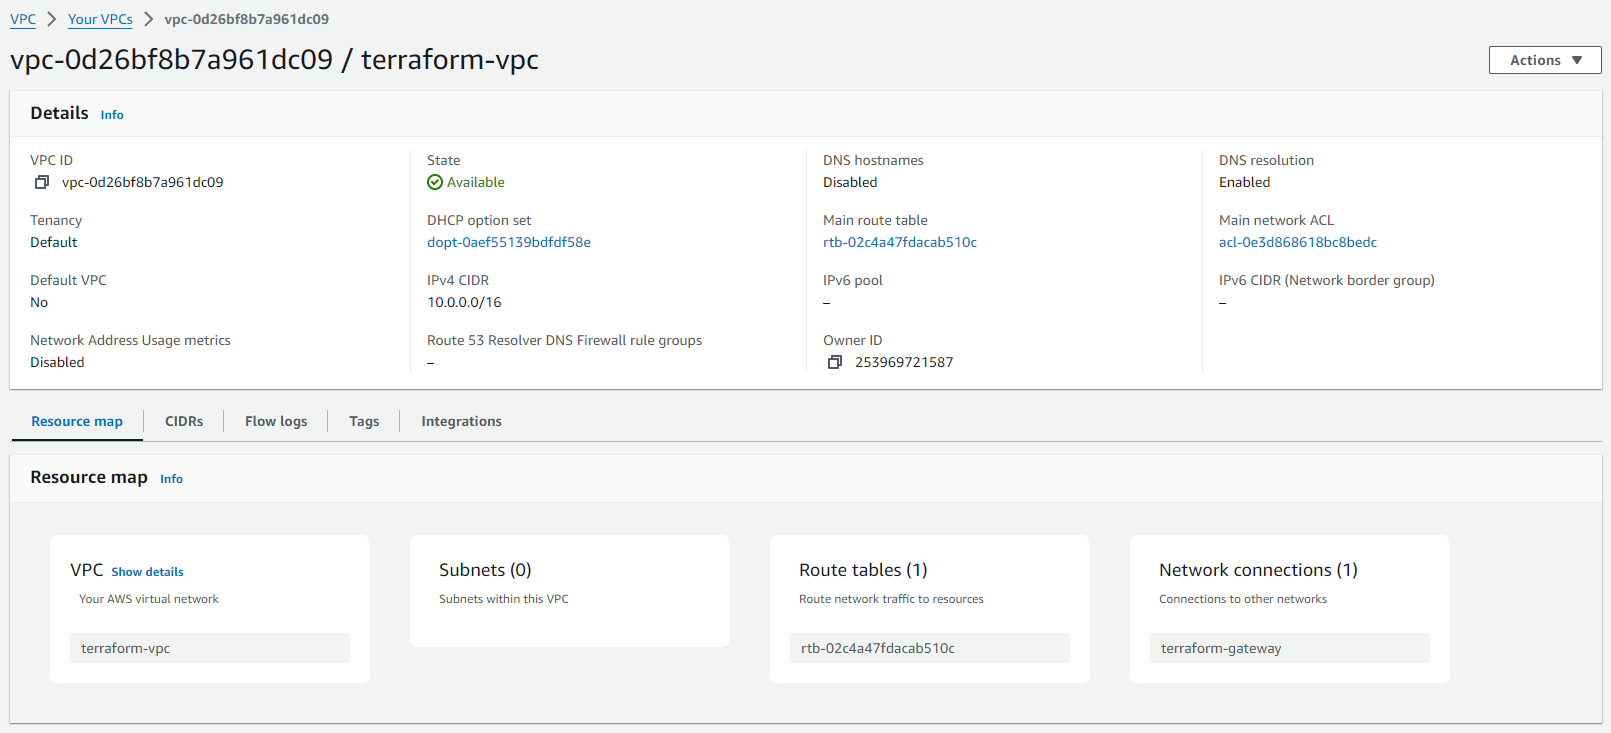 VPC > Your VPCs > vpc-0d26bf8b7a961dc09
vpc-0d26bf8b7a961dc09 / terraform-vpc
Actions
Details Info
VPC ID
vpc-0d26bf8b7a961dc09
State
Available
DNS hostnames
Disabled
DNS resolution
Enabled
Tenancy
Default
DHCP option set
dopt-0aef55139bdfdf58e
Main route table
rtb-02c4a47fdacab510c
Main network ACL
acl-0e3d868618bc8bedc
Default VPC
No
IPv4 CIDR
10.0.0.0/16
IPv6 pool
–
IPv6 CIDR (Network border group)
–
Network Address Usage metrics
Disabled
Route 53 Resolver DNS Firewall rule groups
–
Owner ID
253969721587
Resource map
CIDRs
Flow logs
Tags
Integrations
Resource map Info
VPC Show details
Your AWS virtual network
terraform-vpc
Subnets (0)
Subnets within this VPC
Route tables (1)
Route network traffic to resources
rtb-02c4a47fdacab510c
Network connections (1)
Connections to other networks
terraform-gateway